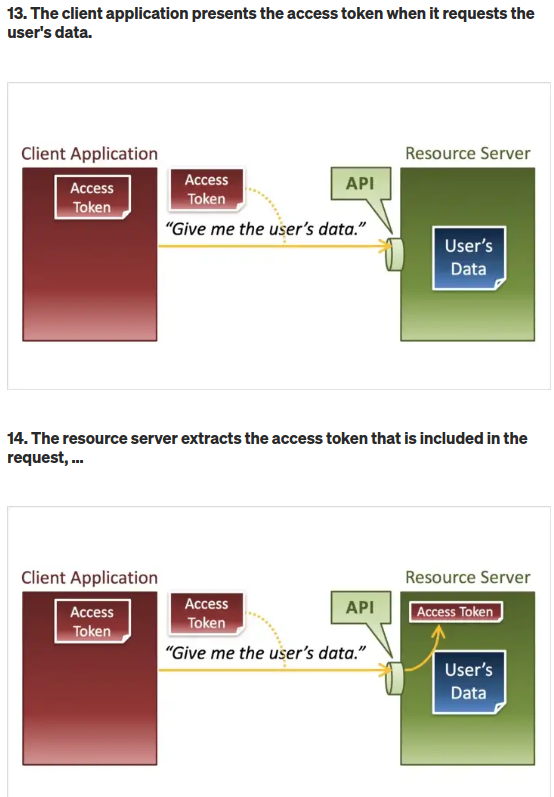 13. The client application presents the access token when it requests the
user's data.
Client Application
Resource Server
Access
Token
Access
Token
API
“Give me the user’s data.”
User’s
Data
14. The resource server extracts the access token that is included in the
request, ...
Client Application
Resource Server
Access
Token
Access
Token
API
Access Token
“Give me the user’s data.”
User’s
Data